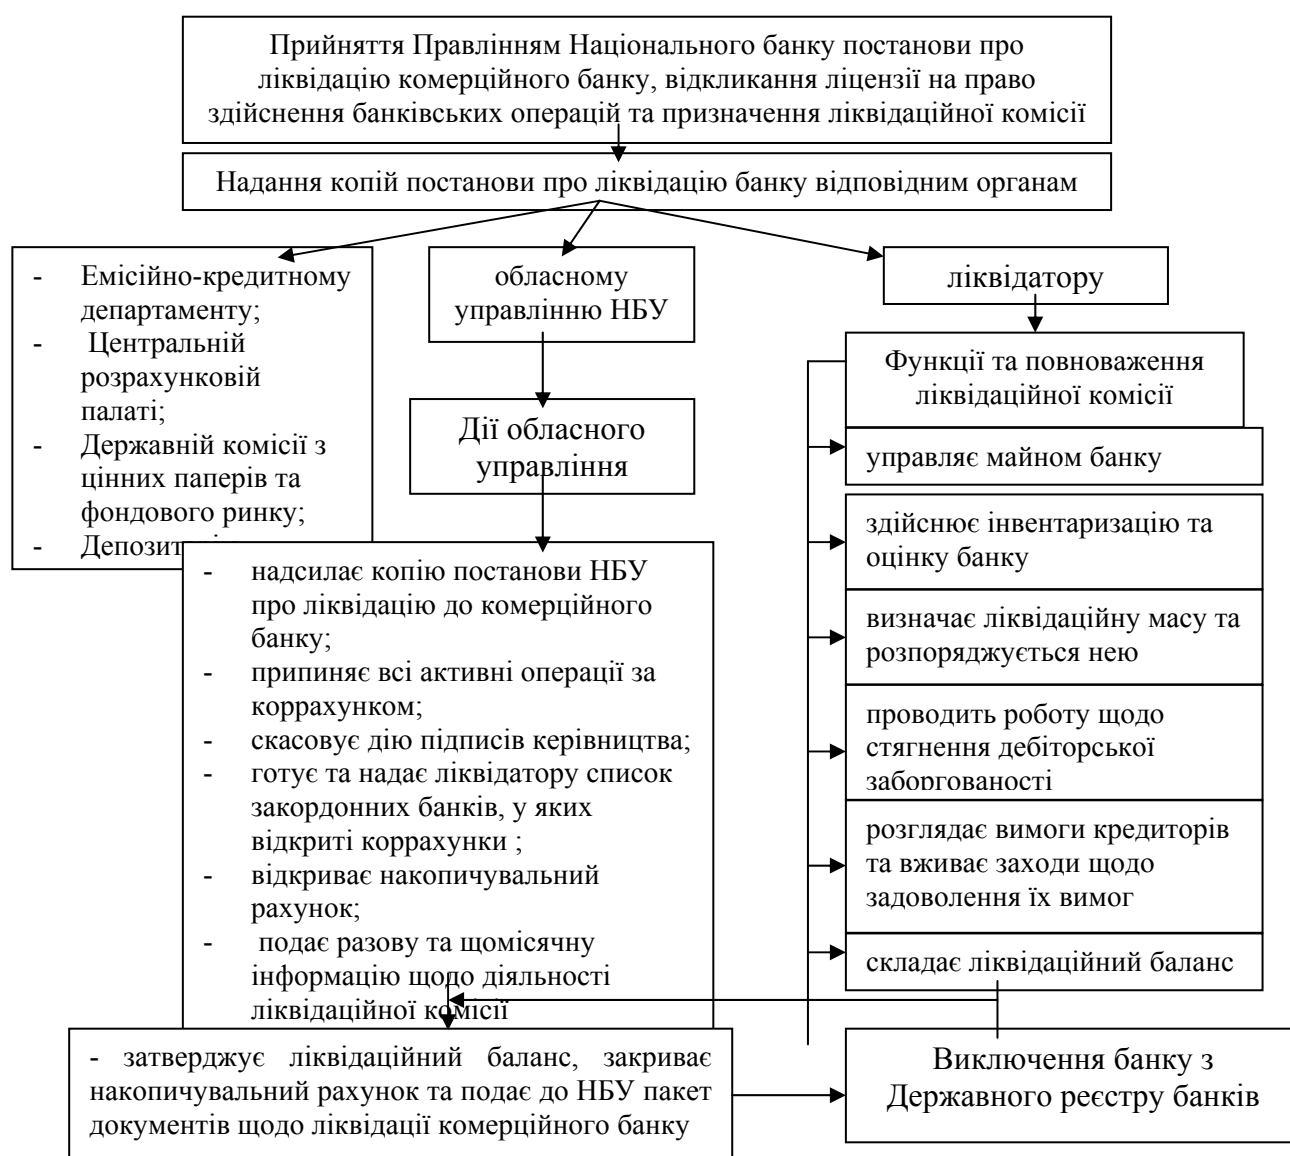 Прийняття Правлінням Національного банку постанови про
ліквідацію комерційного банку, відкликання ліцензії на право
здійснення банківських операцій та призначення ліквідаційної комісії
Надання копій постанови про ліквідацію банку відповідним органам
- Емісійно-кредитному
департаменту;
- Центральній
розрахунковій
палаті;
- Державній комісії з
цінних паперів та
фондового ринку;
-
обласному
управлінню НБУ
Дії обласного
управління
- надсилає копію постанови НБУ
про ліквідацію до комерційного
банку;
- припиняє всі активні операції за
коррахунком;
- скасовує дію підписів керівництва;
- готує та надає ліквідатору список
закордонних банків, у яких
відкриті коррахунки ;
- відкриває накопичувальний
рахунок;
- подає разову та щомісячну
інформацію щодо діяльності
ліквідаційної комісії
- затверджує ліквідаційний баланс, закриває
накопичувальний рахунок та подає до НБУ пакет
документів щодо ліквідації комерційного банку
ліквідатору
Функції та повноваження
ліквідаційної комісії
управляє майном банку
здійснює інвентаризацію та
оцінку банку
визначає ліквідаційну масу та
розпоряджується нею
проводить роботу щодо
стягнення дебіторської
заборгованості
розглядає вимоги кредиторів
та вживає заходи щодо
задоволення їх вимог
складає ліквідаційний баланс
Виключення банку з
Державного реєстру банків